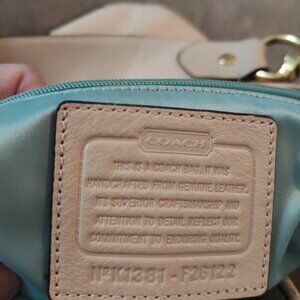 COACH
THIS IS A COACH BAG. IT WAS
HANDCRAFTED FROM GENUINE LEATHER.
ITS SUPERIOR CRAFTSMANSHIP AND
ATTENTION TO DETAIL REFLECT OUR
COMMITMENT TO ENDURING QUALITY.
NºK1381-F26122